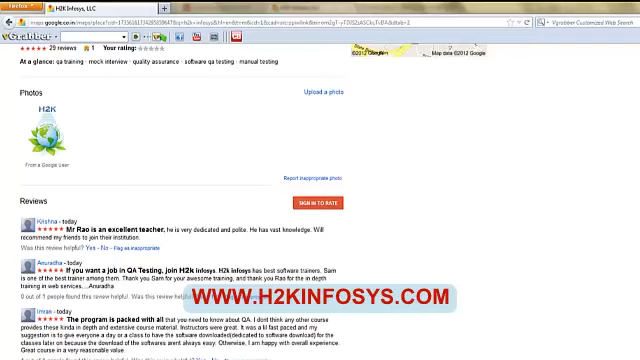 Firefox
H2K Infosys, LLC
vGrabber Customized Web Search
vGrabber
29 reviews 1 Your rating:
At a glance: qa training · mock interview · quality assurance · software qa testing · manual testing
©2012 Google Map data ©2012 Google
Photos
Upload a photo
H2K
From a Google User
Report inappropriate photo
Reviews
SIGN IN TO RATE
Krishna - today
Mr Rao is an excellent teacher, he is very dedicated and polite. He has vast knowledge. Will
recommend my friends to join their institution.
Was this review helpful? Yes - No - Flag as inappropriate
Anuradha - today
If you want a job in QA Testing, join H2k infosys. H2k infosys has best software trainers. Sam
is one of the best trainer among them. Thank you Sam for your awesome training, and thank you Rao for the in depth
training in web services.....Anuradha
0 out of 1 people found this review helpful. Was this review
WWW.H2KINFOSYS.COM
Imran - today
The program is packed with all that you need to know about QA. I dont think any other course
provides these kinda in depth and extensive course material. Instructors were great. It was a lil fast paced and my
suggestion is to give everyone a day or a class to have the software downloaded(dedicated to software download) for the
classes later on because the download of the softwares arent always easy. Otherwise, I am happy with overall experience.
Great course in a very reasonable value.